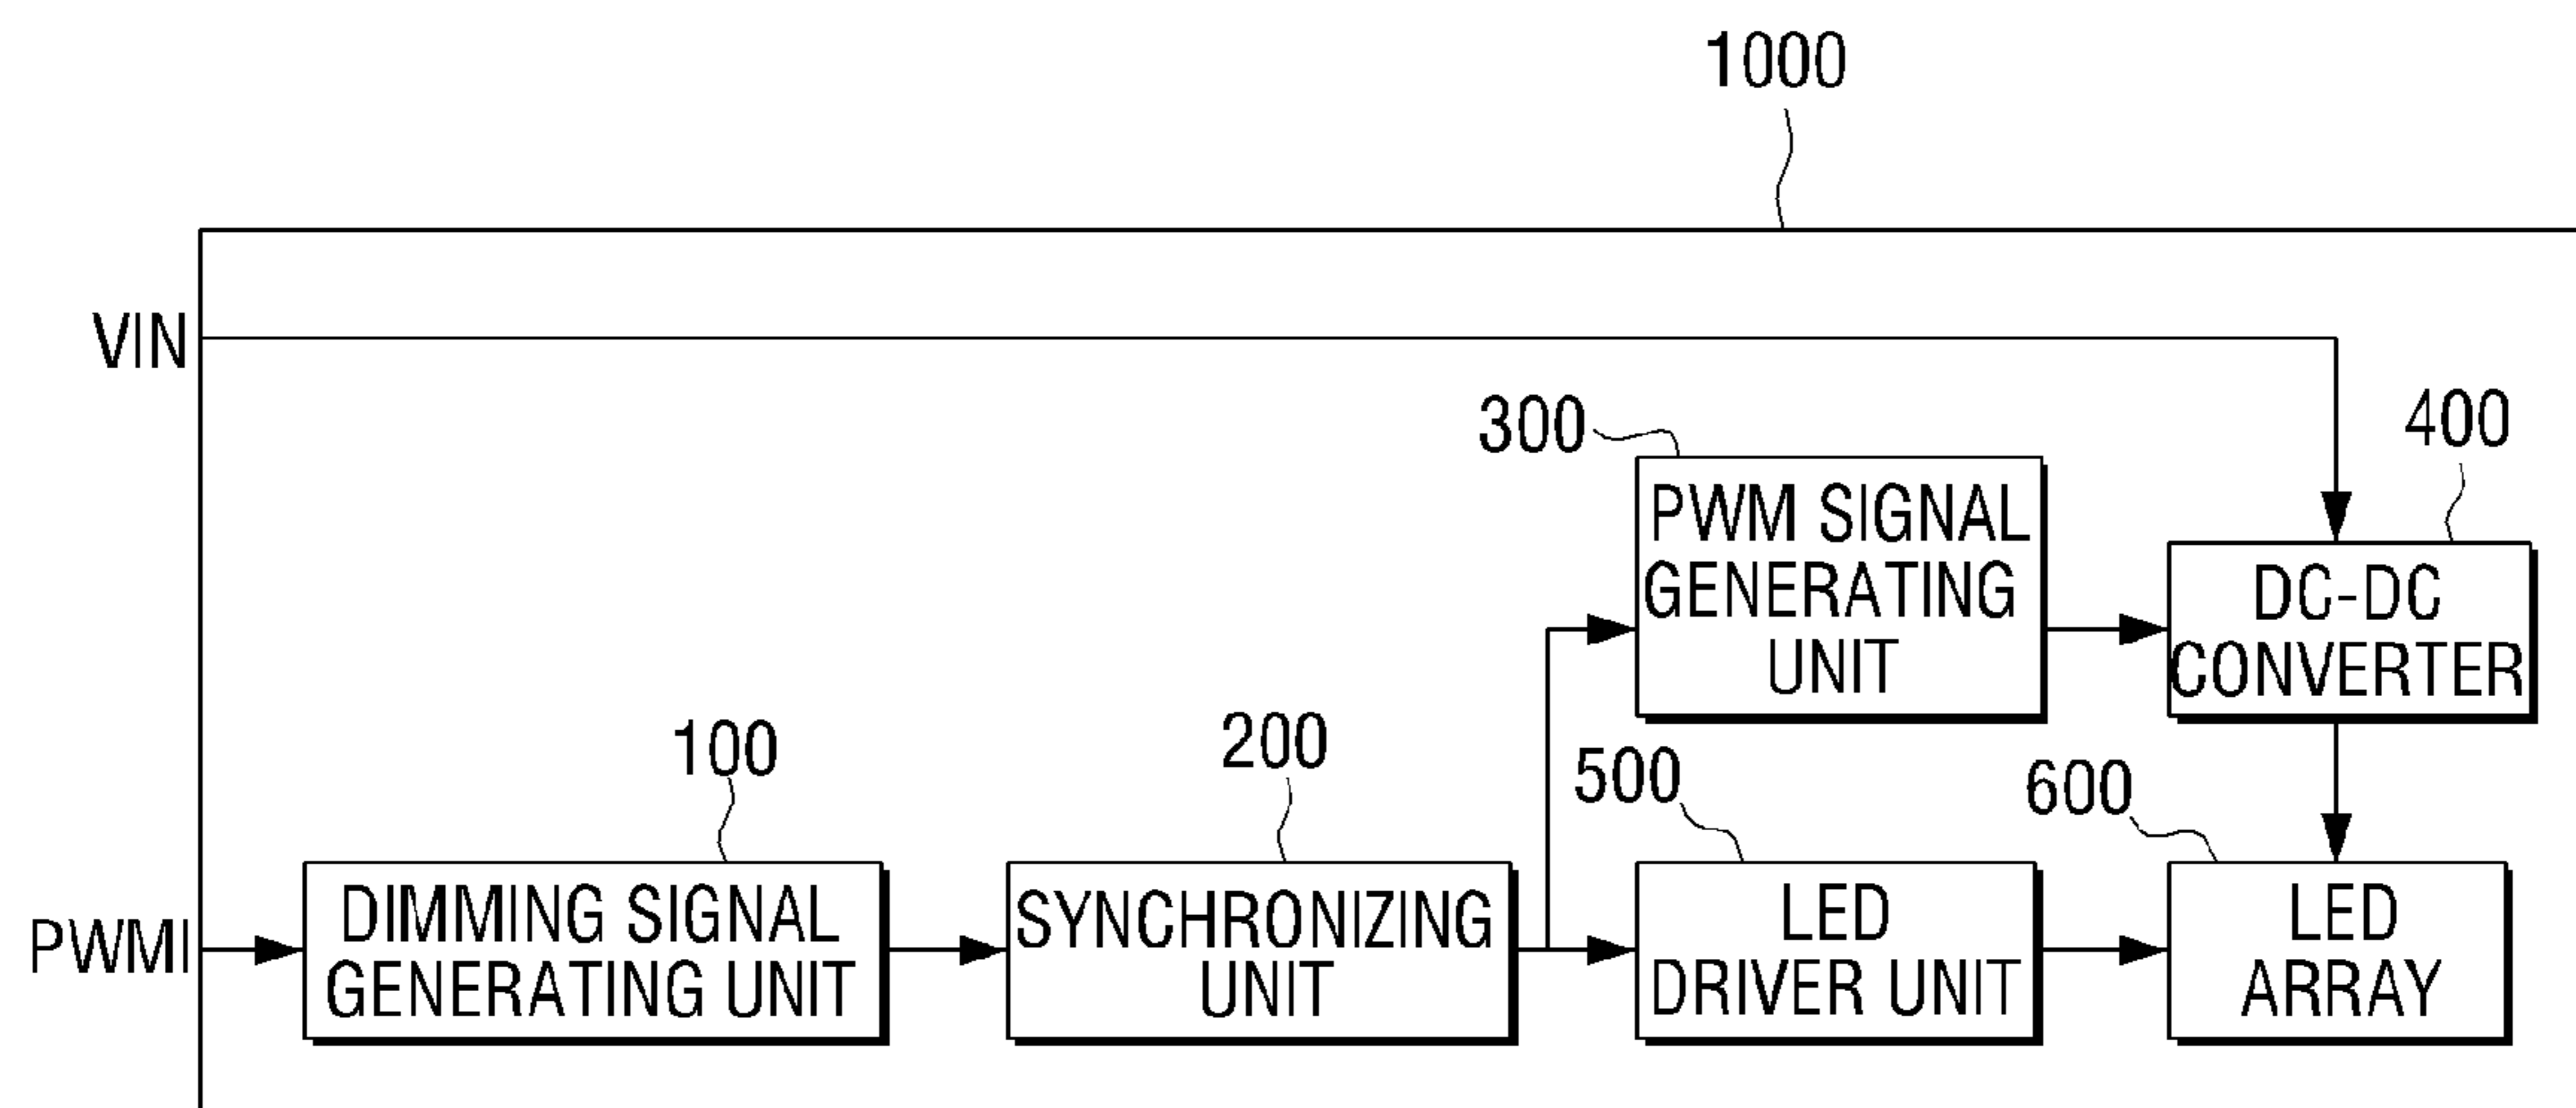 1000
VIN
300
400
PWM SIGNAL
GENERATING
UNIT
DC-DC
CONVERTER
100
200
500
600
PWMI
DIMMING SIGNAL
GENERATING UNIT
SYNCHRONIZING
UNIT
LED
DRIVER UNIT
LED
ARRAY